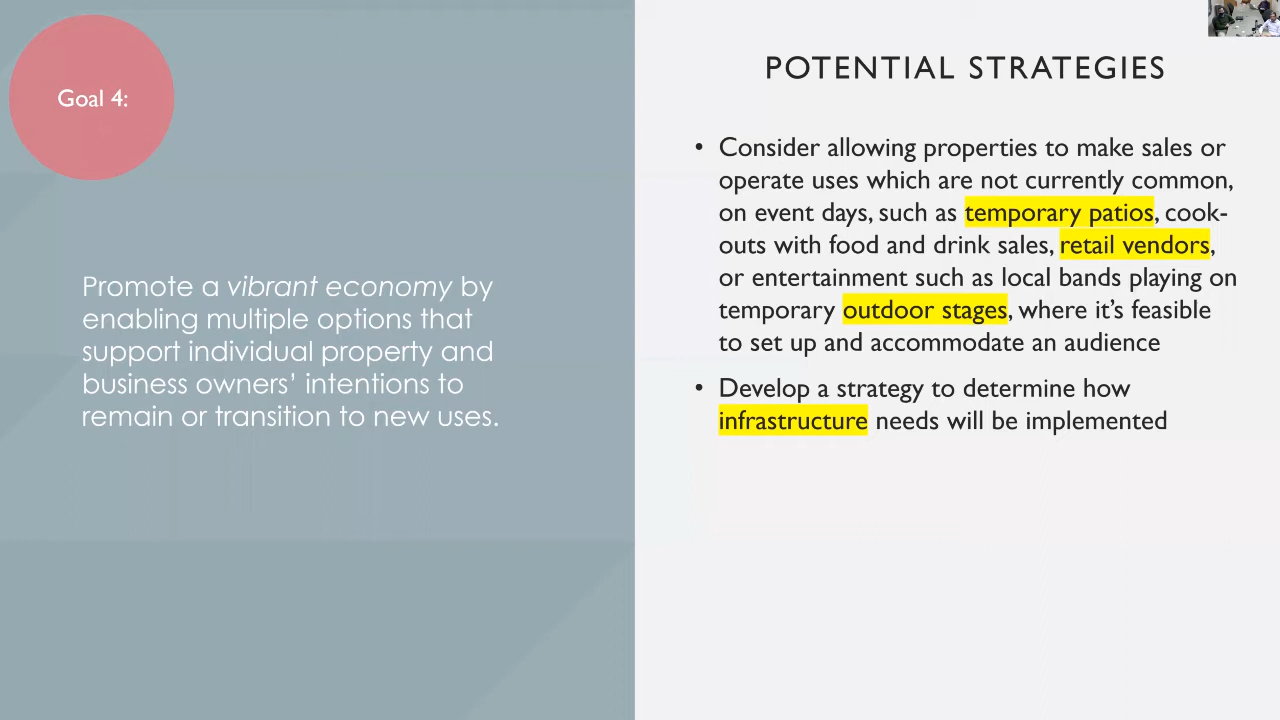 Goal 4:
Promote a vibrant economy by
enabling multiple options that
support individual property and
business owners’ intentions to
remain or transition to new uses.
POTENTIAL STRATEGIES
• Consider allowing properties to make sales or
operate uses which are not currently common,
on event days, such as temporary patios, cook-
outs with food and drink sales, retail vendors,
or entertainment such as local bands playing on
temporary outdoor stages, where it’s feasible
to set up and accommodate an audience
• Develop a strategy to determine how
infrastructure needs will be implemented